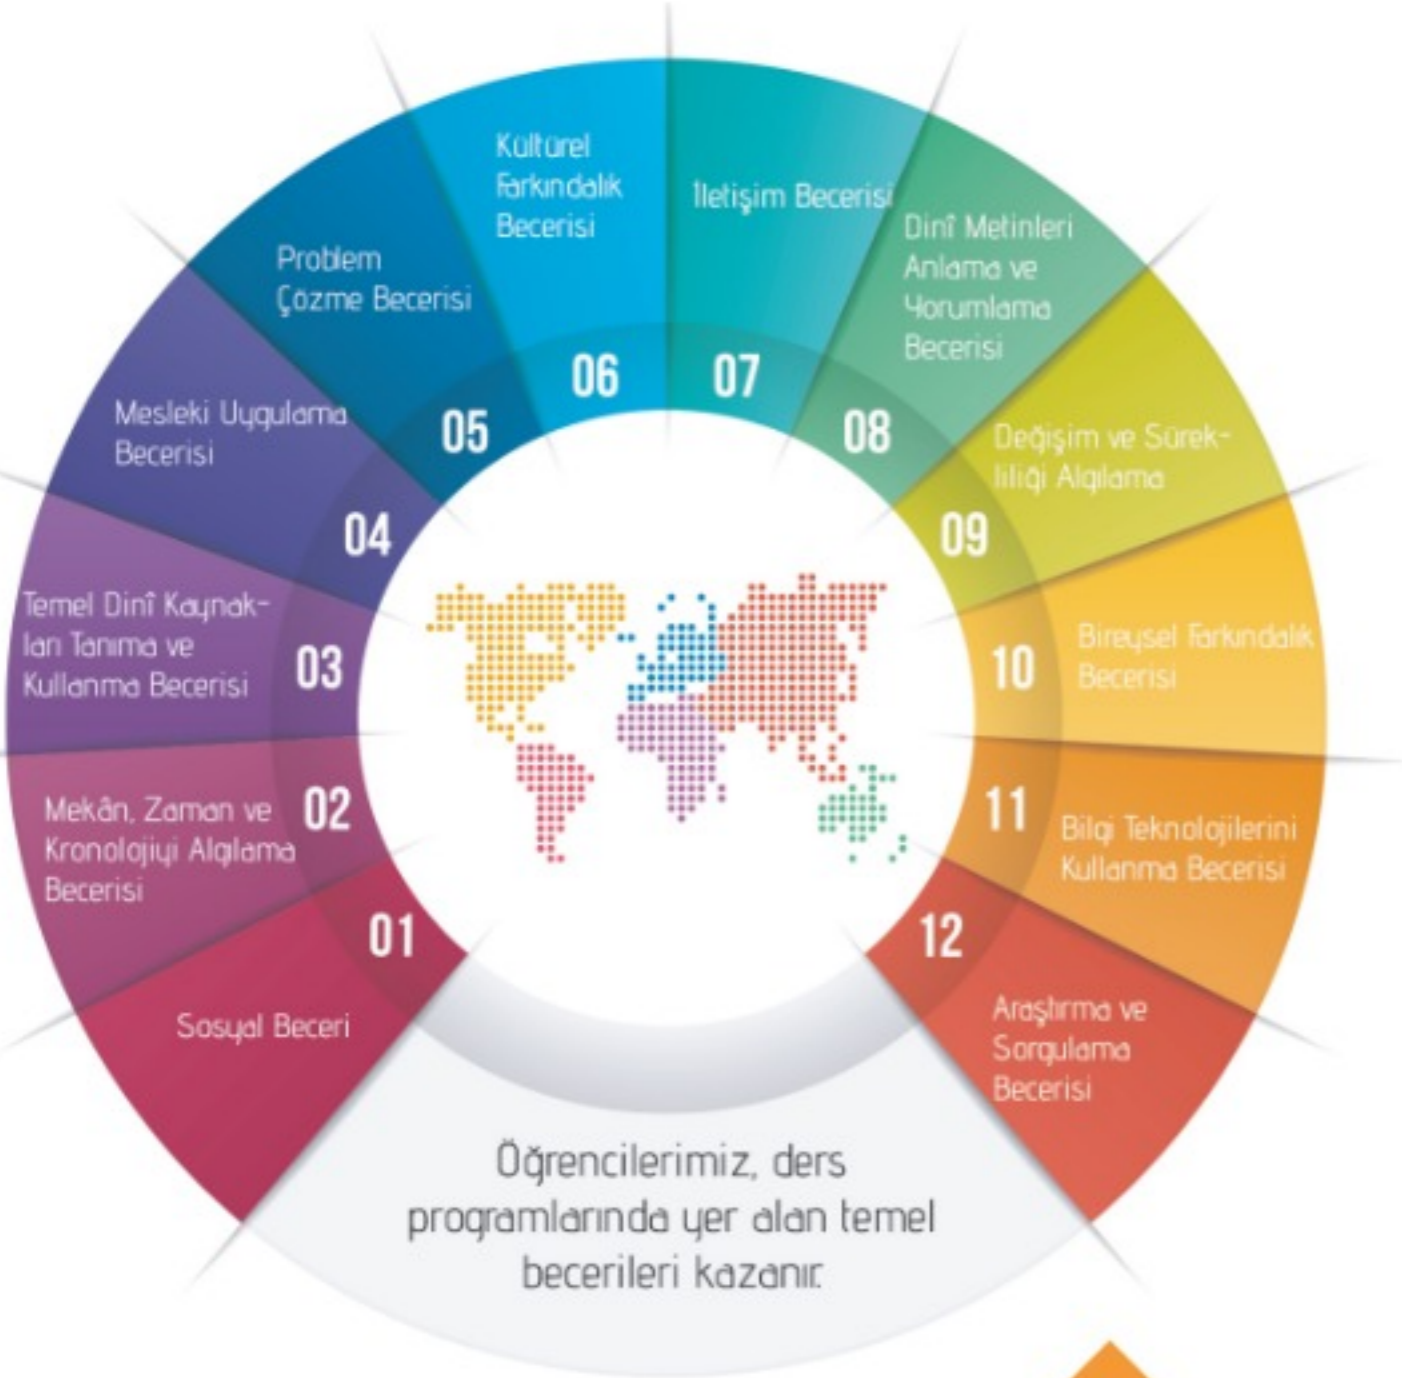 01
Sosyal Beceri
02
Mekân, Zaman ve
Kronolojiyi Algılama
Becerisi
03
Temel Dinî Kaynak-
ları Tanıma ve
Kullanma Becerisi
04
Mesleki Uygulama
Becerisi
05
Problem
Çözme Becerisi
06
Kültürel
Farkındalık
Becerisi
07
İletişim Becerisi
08
Dinî Metinleri
Anlama ve
Yorumlama
Becerisi
09
Değişim ve Sürek-
liliği Algılama
10
Bireysel Farkındalık
Becerisi
11
Bilgi Teknolojilerini
Kullanma Becerisi
12
Araştırma ve
Sorgulama
Becerisi
Öğrencilerimiz, ders
programlarında yer alan temel
becerileri kazanır.